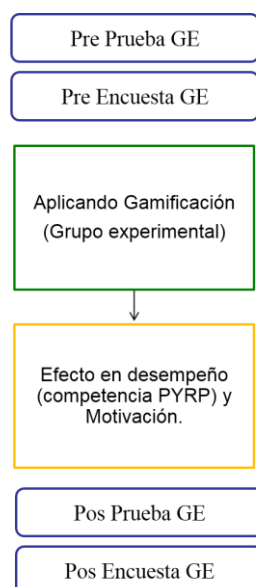 Pre Prueba GE
Pre Encuesta GE
Aplicando Gamificación
(Grupo experimental)
Efecto en desempeño
(competencia PYRP) y
Motivación.
Pos Prueba GE
Pos Encuesta GE